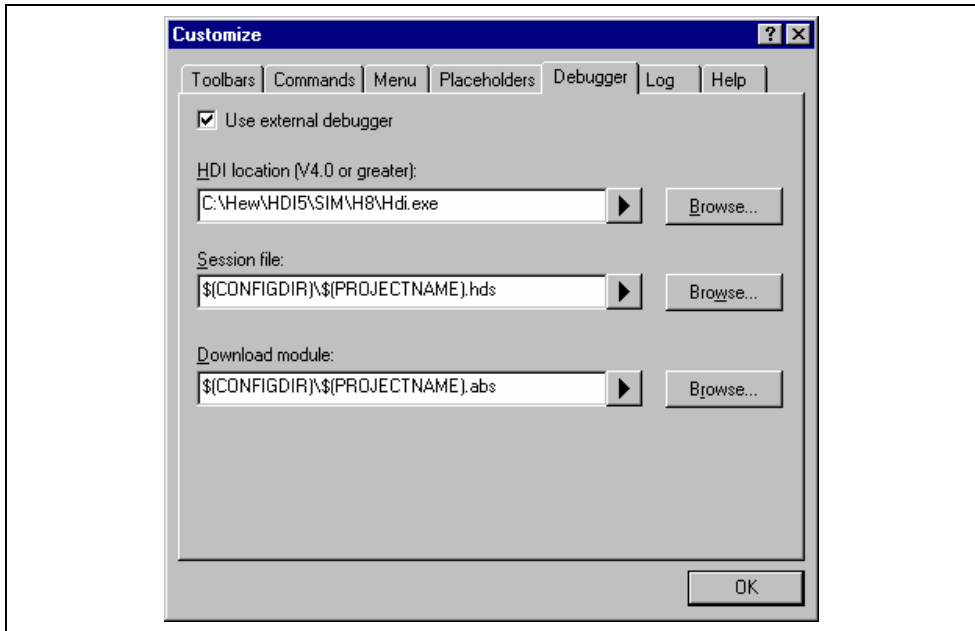 Customize
Toolbars Commands Menu Placeholders Debugger Log Help
Use external debugger
HDI location (V4.0 or greater):
C:\Hew\HDI5\SIM\H8\Hdi.exe Browse...
Session file:
$(CONFIGDIR)\$(PROJECTNAME).hds Browse...
Download module:
$(CONFIGDIR)\$(PROJECTNAME).abs Browse...
OK